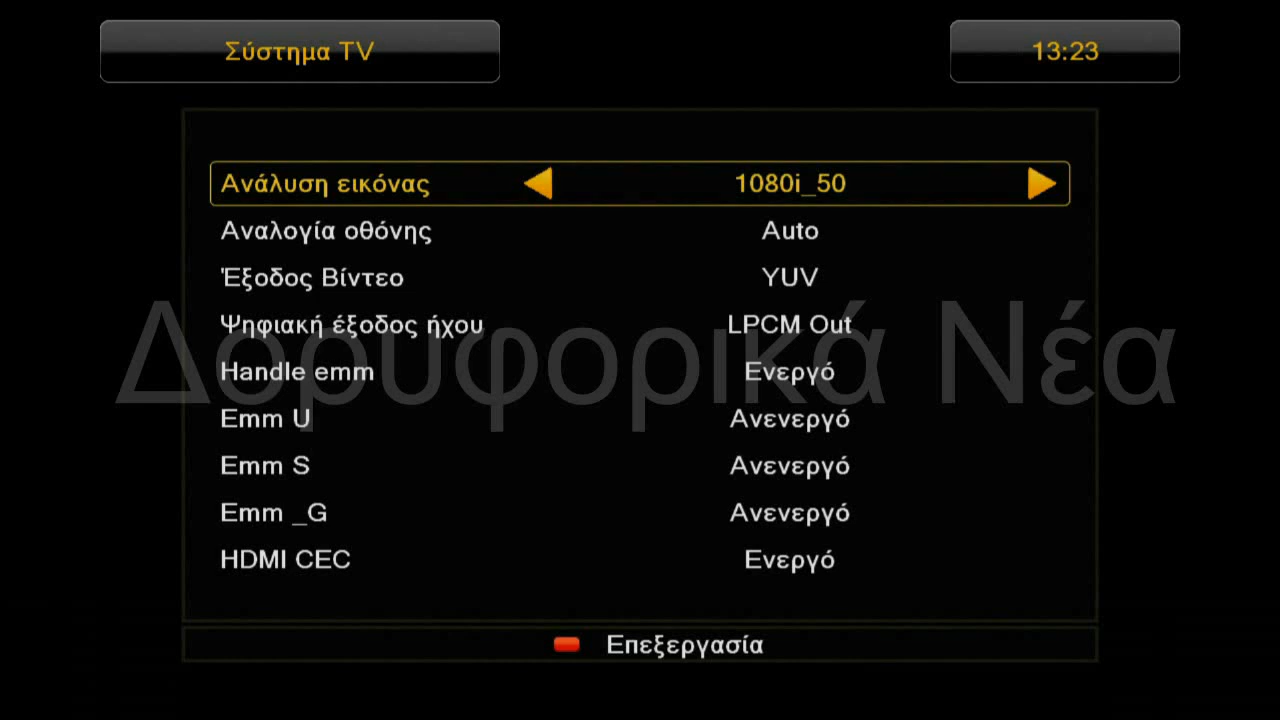 Σύστημα TV 13:23
Ανάλυση εικόνας 1080i_50
Αναλογία οθόνης Auto
Έξοδος Βίντεο YUV
Ψηφιακή έξοδος ήχου LPCM Out
Δορυφορικά Νέα
Handle emm Ενεργό
Emm U Ανενεργό
Emm S Ανενεργό
Emm _G Ανενεργό
HDMI CEC Ενεργό
Επεξεργασία